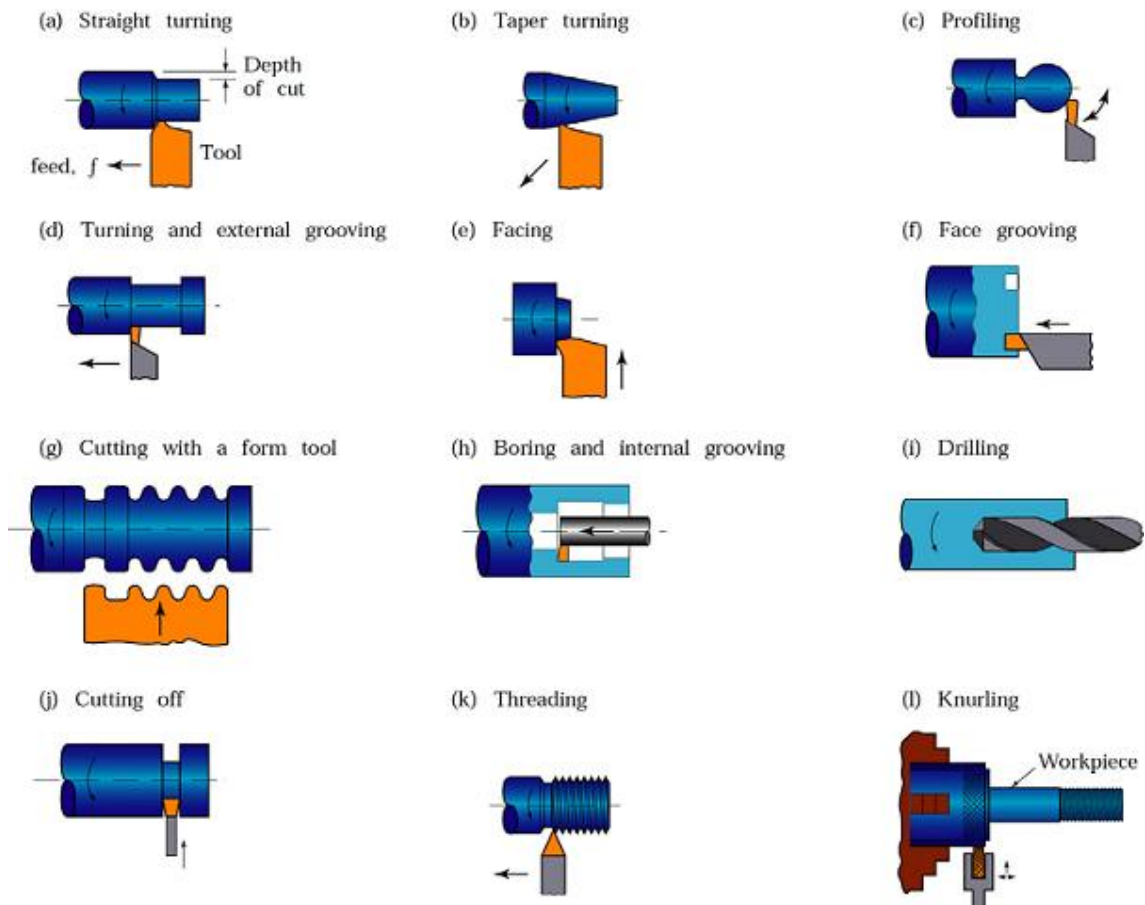 (a) Straight turning
Depth
of cut
Tool
feed, f
(b) Taper turning
(c) Profiling
(d) Turning and external grooving
(e) Facing
(f) Face grooving
(g) Cutting with a form tool
(h) Boring and internal grooving
(i) Drilling
(j) Cutting off
(k) Threading
(l) Knurling
Workpiece